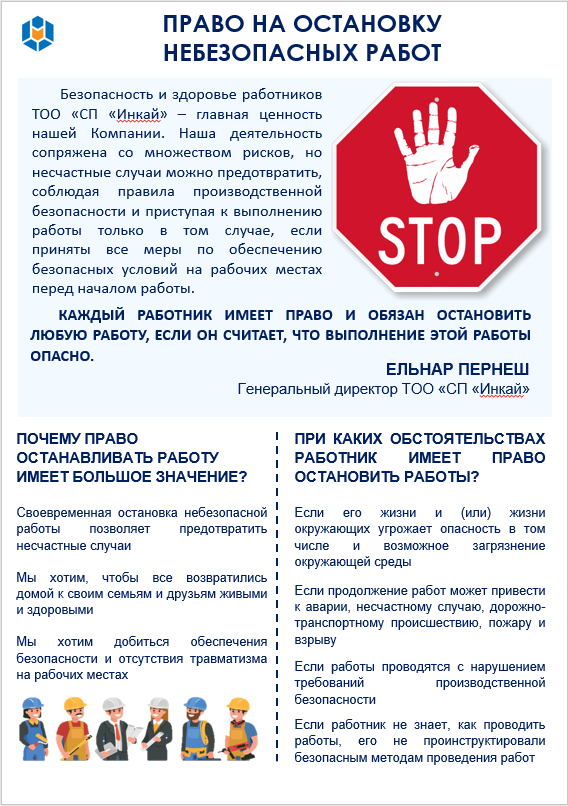 ПРАВО НА ОСТАНОВКУ
НЕБЕЗОПАСНЫХ РАБОТ
Безопасность и здоровье работников
ТОО «СП «Инкай» – главная ценность
нашей Компании. Наша деятельность
сопряжена со множеством рисков, но
несчастные случаи можно предотвратить,
соблюдая правила производственной
безопасности и приступая к выполнению
работы только в том случае, если
приняты все меры по обеспечению
безопасных условий на рабочих местах
перед началом работы.
STOP
КАЖДЫЙ РАБОТНИК ИМЕЕТ ПРАВО И ОБЯЗАН ОСТАНОВИТЬ
ЛЮБУЮ РАБОТУ, ЕСЛИ ОН СЧИТАЕТ, ЧТО ВЫПОЛНЕНИЕ ЭТОЙ РАБОТЫ
ОПАСНО.
ЕЛЬНАР ПЕРНЕШ
Генеральный директор ТОО «СП «Инкай»
ПОЧЕМУ ПРАВО
ОСТАНАВЛИВАТЬ РАБОТУ
ИМЕЕТ БОЛЬШОЕ ЗНАЧЕНИЕ?
Своевременная остановка небезопасной
работы позволяет предотвратить
несчастные случаи
Мы хотим, чтобы все возвратились
домой к своим семьям и друзьям живыми
и здоровыми
Мы хотим добиться обеспечения
безопасности и отсутствия травматизма
на рабочих местах
ПРИ КАКИХ ОБСТОЯТЕЛЬСТВАХ
РАБОТНИК ИМЕЕТ ПРАВО
ОСТАНОВИТЬ РАБОТЫ?
Если его жизни и (или) жизни
окружающих угрожает опасность в том
числе и возможное загрязнение
окружающей среды
Если продолжение работ может привести
к аварии, несчастному случаю, дорожно-
транспортному происшествию, пожару и
взрыву
Если работы проводятся с нарушением
требований производственной
безопасности
Если работник не знает, как проводить
работы, его не проинструктировали
безопасным методам проведения работ